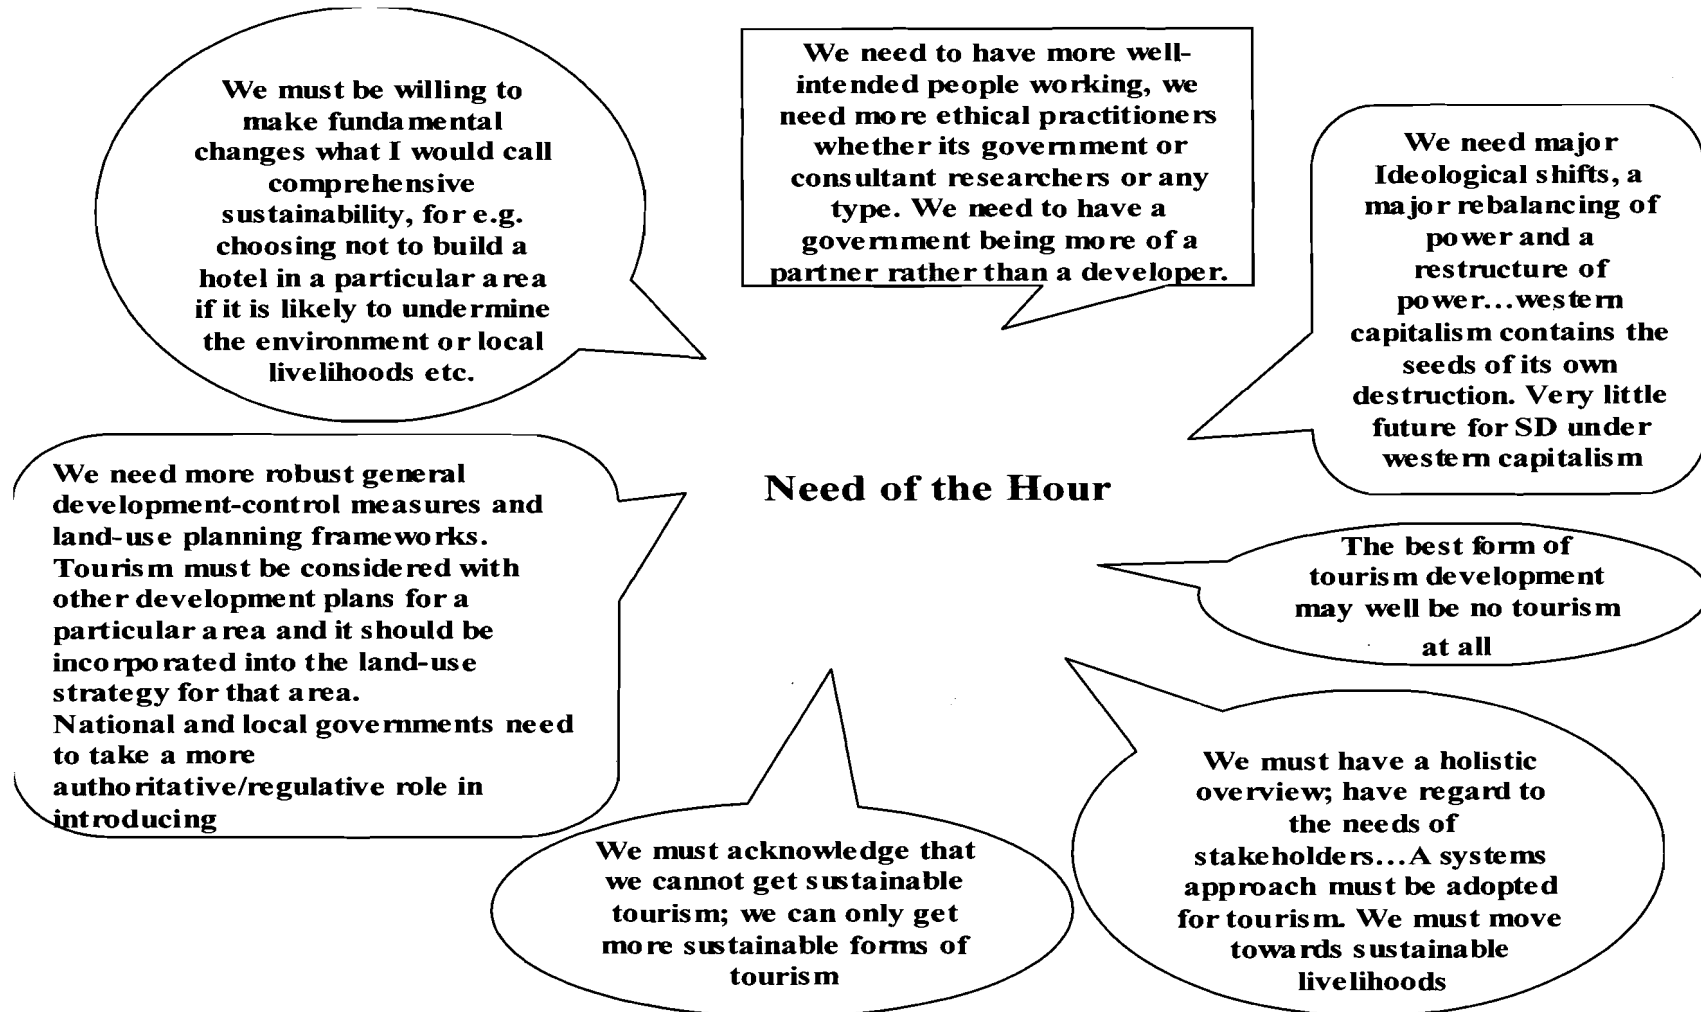 We must be willing to
make fundamental
changes what I would call
comprehensive
sustainability, for e.g.
choosing not to build a
hotel in a particular area
if it is likely to undermine
the environment or local
livelihoods etc.
We need to have more well-
intended people working, we
need more ethical practitioners
whether its government or
consultant researchers or any
type. We need to have a
government being more of a
partner rather than a developer.
We need major
Ideological shifts, a
major rebalancing of
power and a
restructure of
power...western
capitalism contains the
seeds of its own
destruction. Very little
future for SD under
western capitalism
We need more robust general
development-control measures and
land-use planning frameworks.
Tourism must be considered with
other development plans for a
particular area and it should be
incorporated into the land-use
strategy for that area.
National and local governments need
to take a more
authoritative/regulative role in
introducing
Need of the Hour
The best form of
tourism development
may well be no tourism
at all
We must acknowledge that
we cannot get sustainable
tourism; we can only get
more sustainable forms of
tourism
We must have a holistic
overview; have regard to
the needs of
stakeholders...A systems
approach must be adopted
for tourism. We must move
towards sustainable
livelihoods